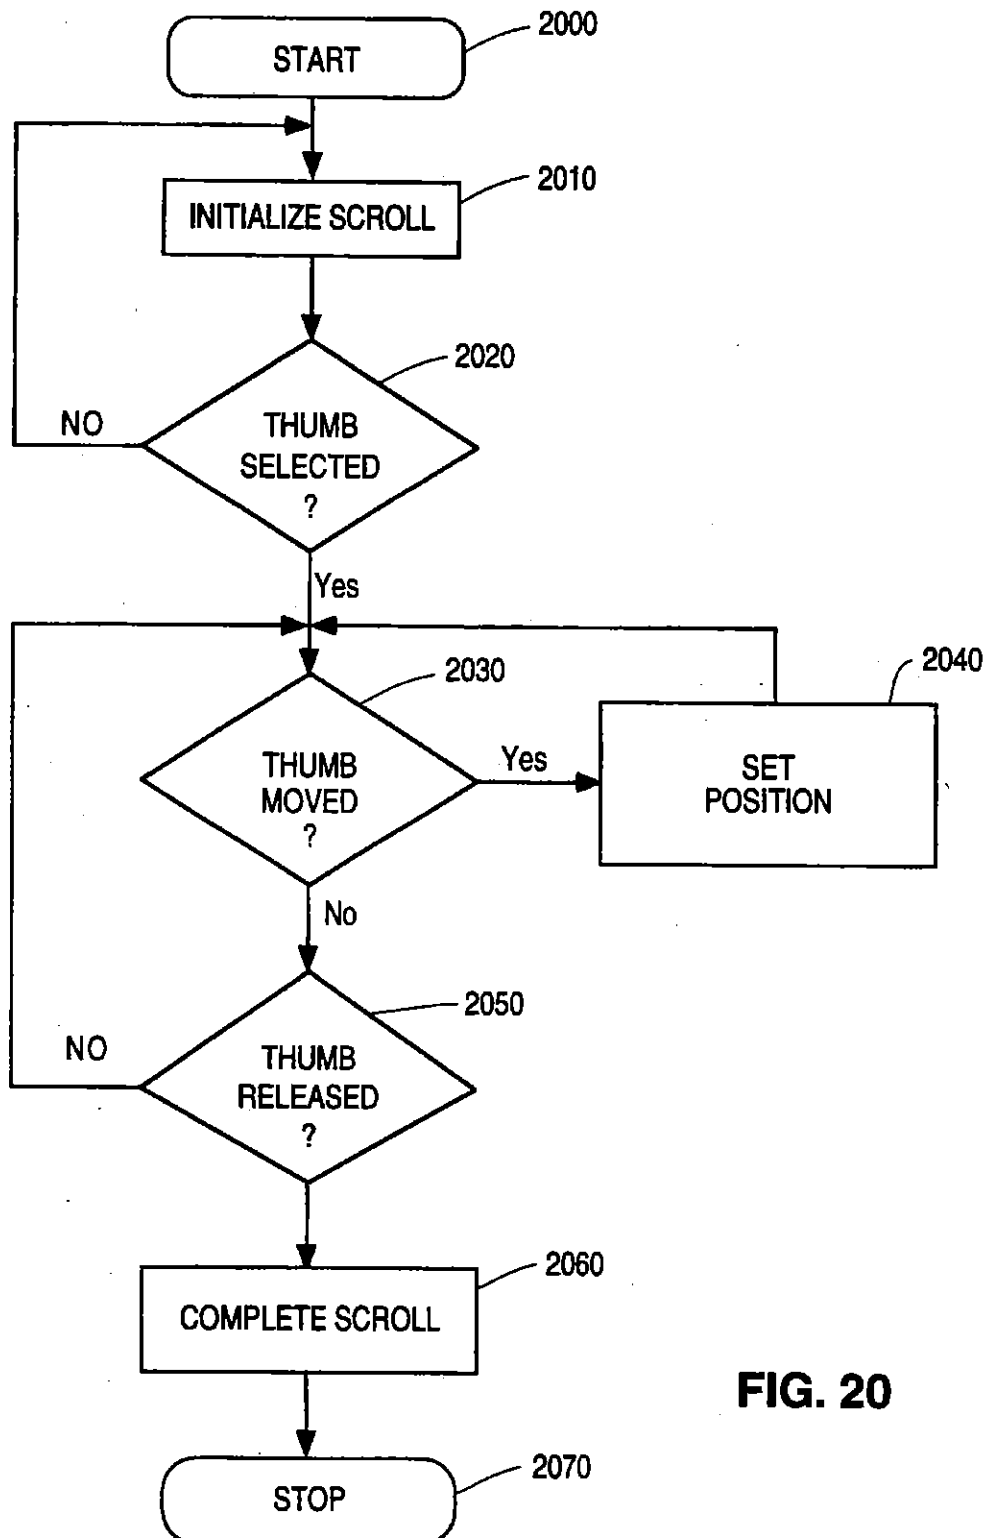 2000
START
2010
INITIALIZE SCROLL
2020
NO
THUMB
SELECTED
?
Yes
2030
2040
THUMB
MOVED
?
Yes
SET
POSITION
No
2050
NO
THUMB
RELEASED
?
2060
COMPLETE SCROLL
FIG. 20
2070
STOP